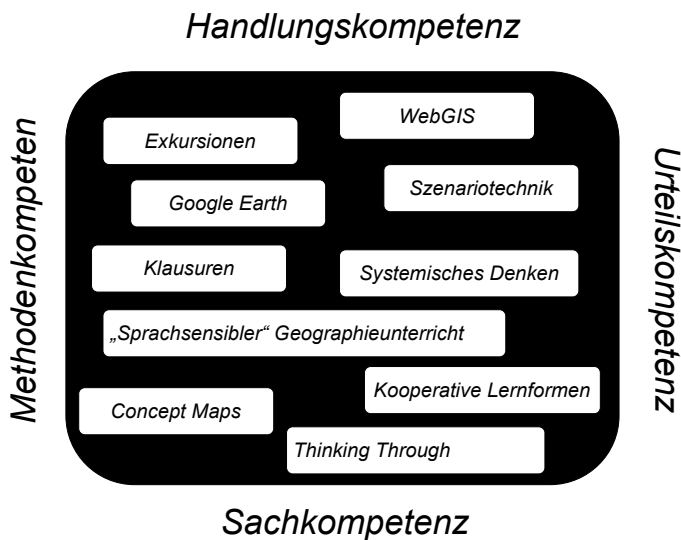 Handlungskompetenz
WebGIS
Exkursionen
Szenariotechnik
Google Earth
Klausuren
Systemisches Denken
„Sprachsensibler“ Geographieunterricht
Kooperative Lernformen
Concept Maps
Thinking Through
Methodenkompeten
Urteilskompetenz
Sachkompetenz